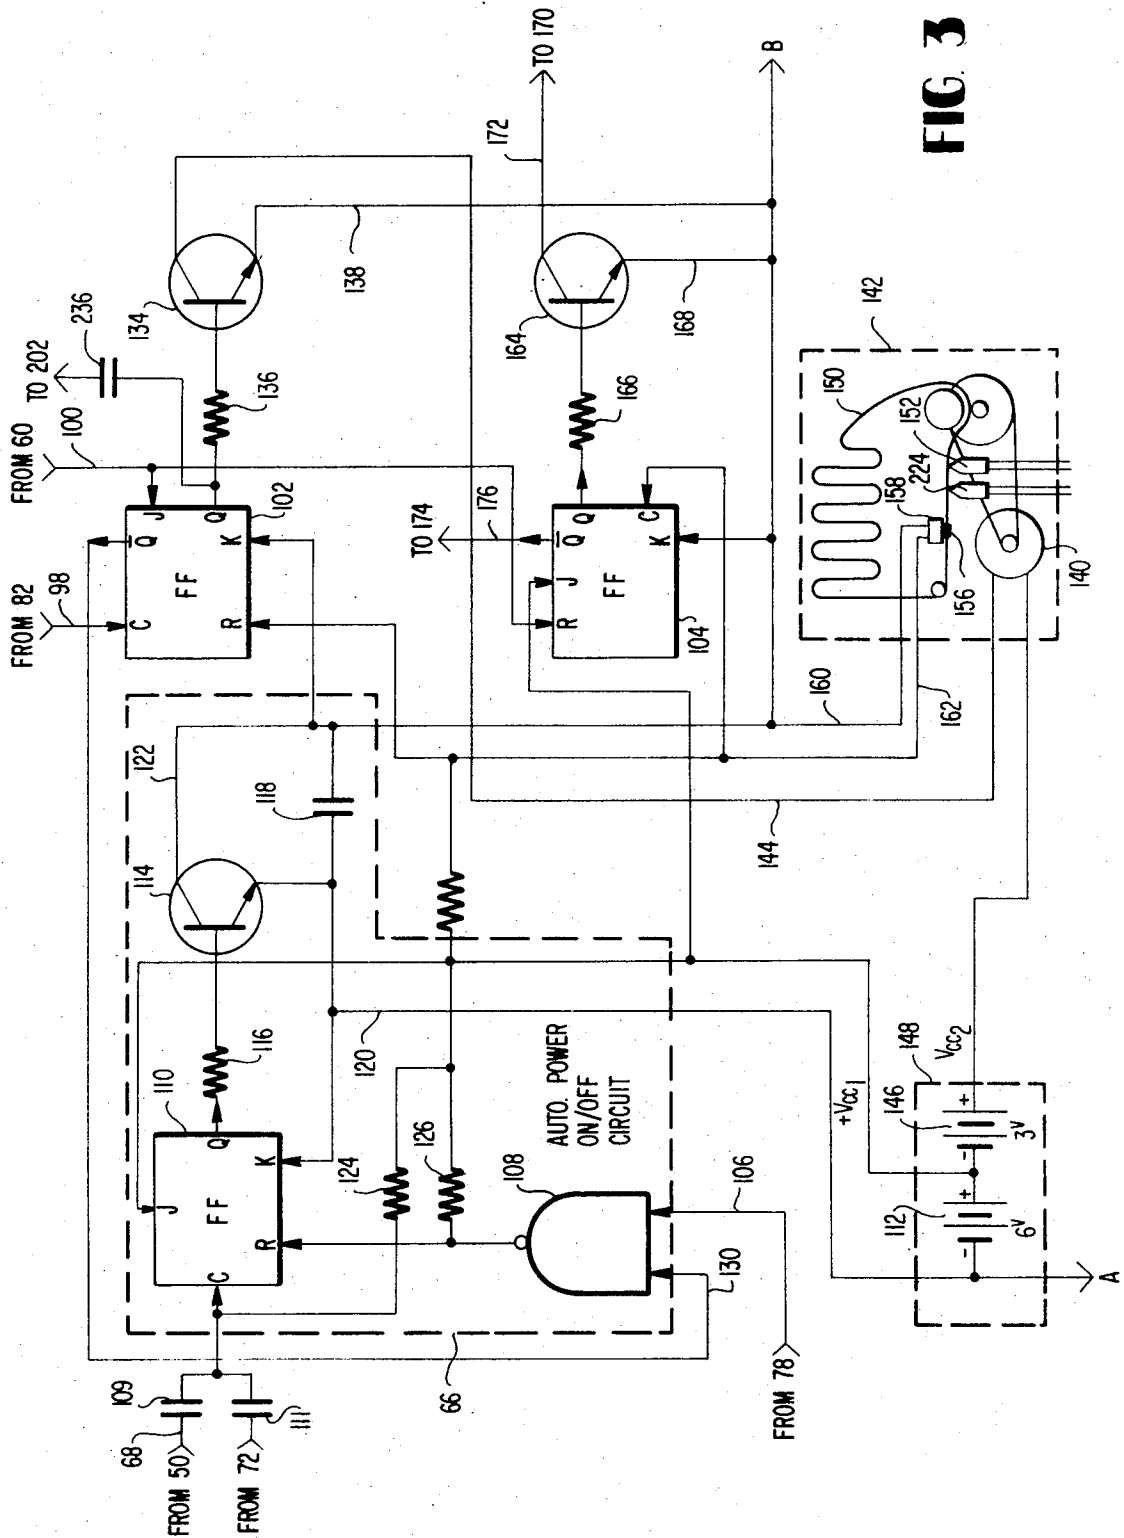 FROM 50
68
109
FROM 72
111
C
J
FF
Q
R
K
110
116
114
122
118
120
124
126
108
AUTO. POWER
ON/OFF
CIRCUIT
106
130
66
FROM 78
FROM 82
98
FROM 60
100
TO 202
236
C
Q
J
FF
R
K
Q
102
136
134
138
TO 174
176
R
J
Q
Q
FF
K
C
104
166
164
168
172
TO 170
B
160
162
144
142
150
152
224
158
156
140
+VCC1
VCC2
148
146
112
-
+
-
+
6V
3V
A
FIG. 3